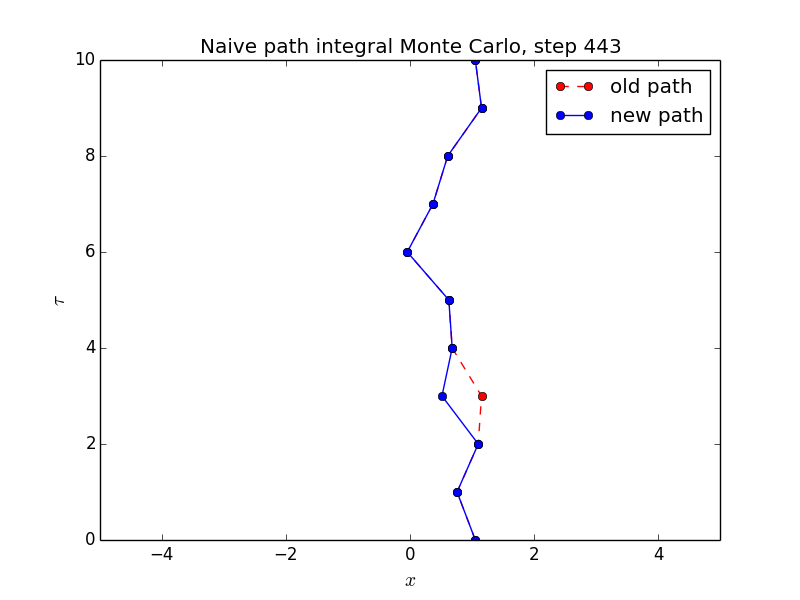 Naive path integral Monte Carlo, step 443
old path
new path
10
8
6
4
2
0
τ
−4 −2 0 2 4
x